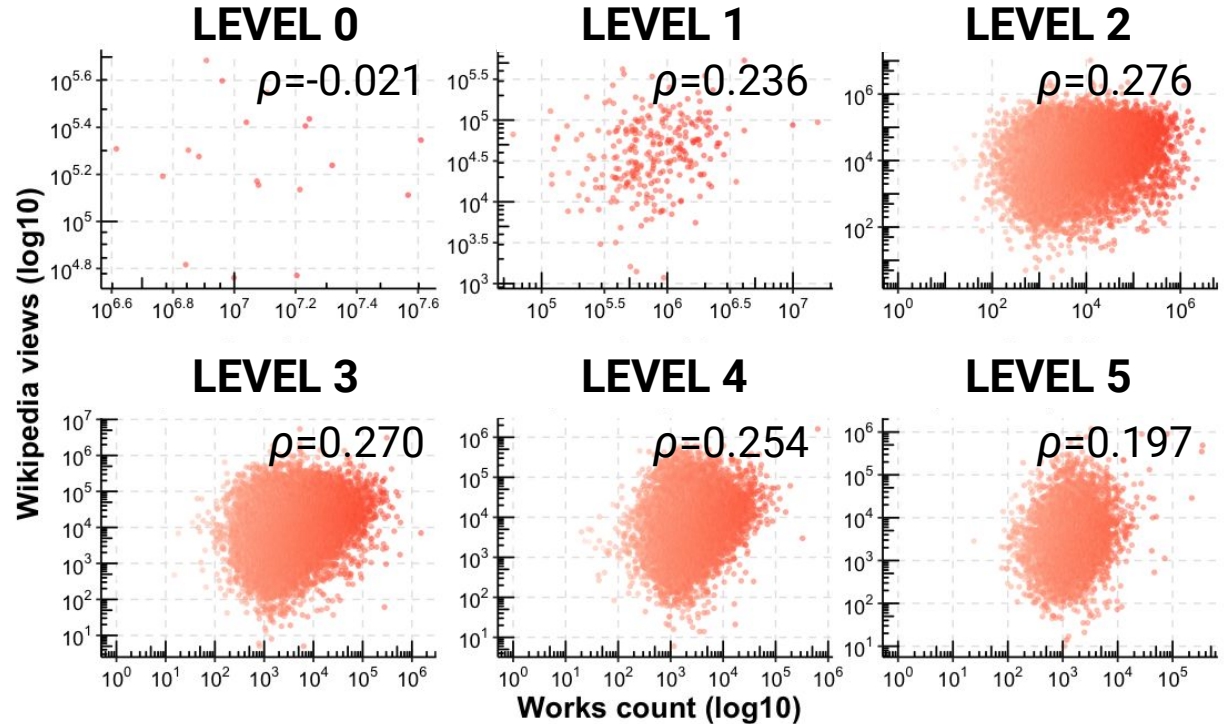 LEVEL 0
ρ=-0.021
10^5.6
10^5.4
10^5.2
10^5
10^4.8
10^6.6 10^6.8 10^7 10^7.2 10^7.4 10^7.6
LEVEL 1
ρ=0.236
10^5.5
10^5
10^4.5
10^4
10^3.5
10^3
10^5 10^5.5 10^6 10^6.5 10^7
LEVEL 2
ρ=0.276
10^6
10^4
10^2
10^0 10^2 10^4 10^6
Wikipedia views (log10)
LEVEL 3
ρ=0.270
10^7
10^6
10^5
10^4
10^3
10^2
10^1
10^0 10^1 10^2 10^3 10^4 10^5 10^6
LEVEL 4
ρ=0.254
10^6
10^5
10^4
10^3
10^2
10^1
10^0 10^1 10^2 10^3 10^4 10^5 10^6
LEVEL 5
ρ=0.197
10^6
10^5
10^4
10^3
10^2
10^1
10^0 10^1 10^2 10^3 10^4 10^5
Works count (log10)